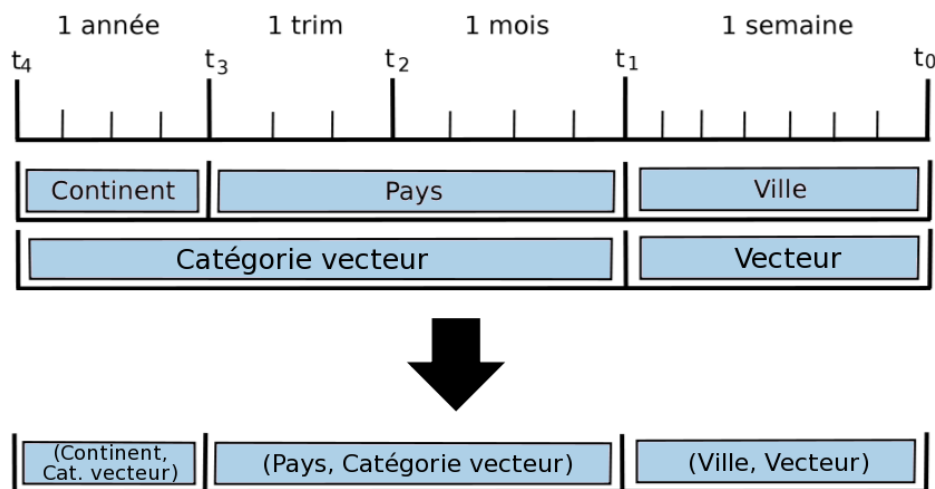 1 année 1 trim 1 mois 1 semaine
t4 t3 t2 t1 t0
Continent Pays Ville
Catégorie vecteur Vecteur
(Continent, Cat. vecteur) (Pays, Catégorie vecteur) (Ville, Vecteur)